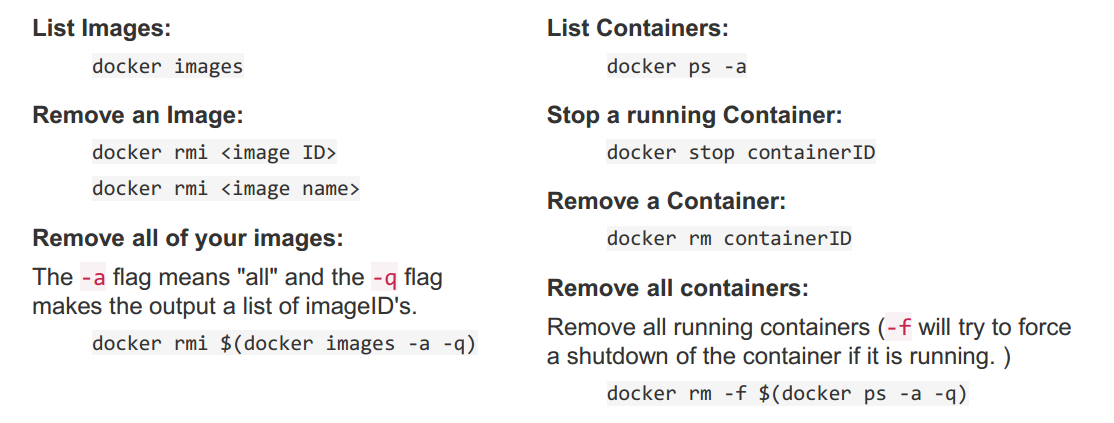 List Images:
docker images
Remove an Image:
docker rmi <image ID>
docker rmi <image name>
Remove all of your images:
The -a flag means "all" and the -q flag
makes the output a list of imageID's.
docker rmi $(docker images -a -q)
List Containers:
docker ps -a
Stop a running Container:
docker stop containerID
Remove a Container:
docker rm containerID
Remove all containers:
Remove all running containers (-f will try to force
a shutdown of the container if it is running. )
docker rm -f $(docker ps -a -q)